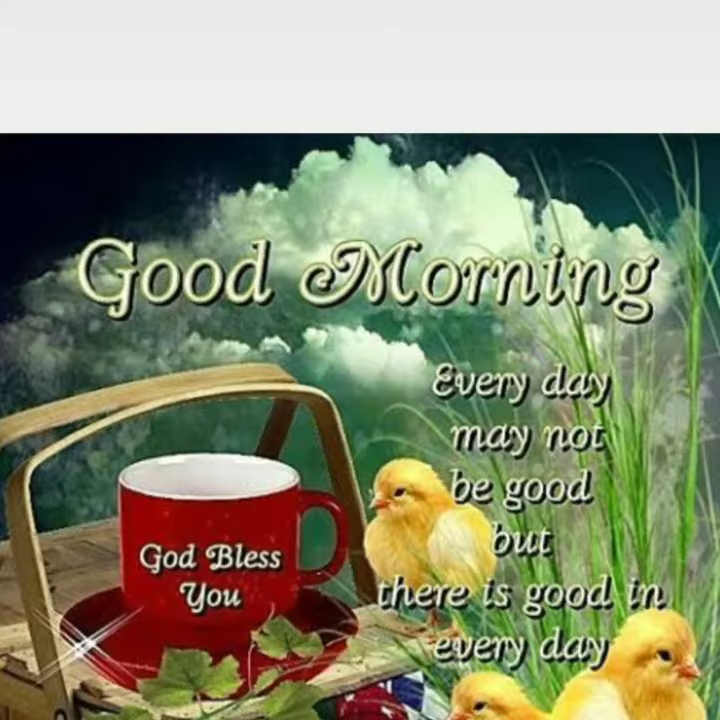 Good Morning
Every day
may not
be good
but
there is good in
every day
God Bless
You